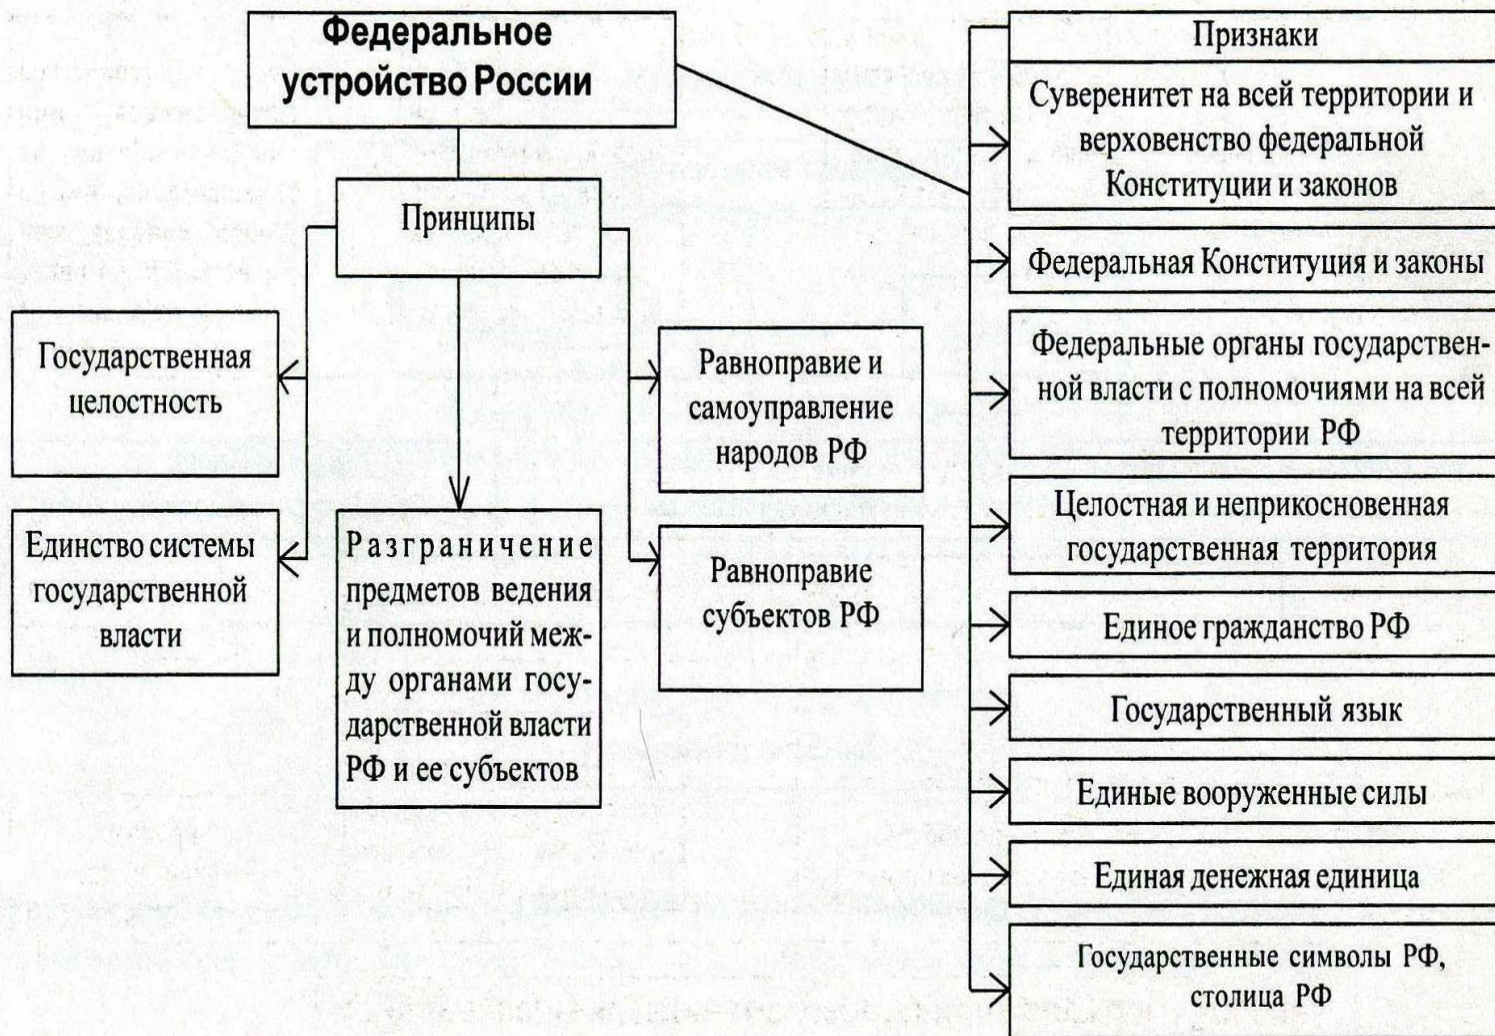 Федеральное
устройство России
Принципы
Государственная
целостность
Единство системы
государственной
власти
Разграничение
предметов ведения
и полномочий меж-
ду органами госу-
дарственной власти
РФ и ее субъектов
Равноправие и
самоуправление
народов РФ
Равноправие
субъектов РФ
Признаки
Суверенитет на всей территории и
верховенство федеральной
Конституции и законов
Федеральная Конституция и законы
Федеральные органы государствен-
ной власти с полномочиями на всей
территории РФ
Целостная и неприкосновенная
государственная территория
Единое гражданство РФ
Государственный язык
Единые вооруженные силы
Единая денежная единица
Государственные символы РФ,
столица РФ